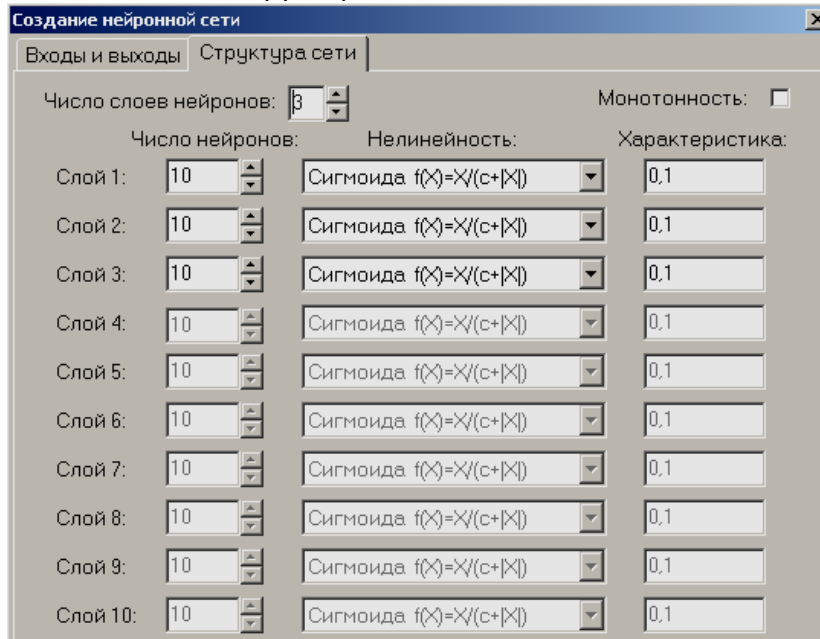 Создание нейронной сети
Входы и выходы Структура сети
Число слоев нейронов: 3 Монотонность:
Число нейронов: Нелинейность: Характеристика:
Слой 1: 10 Сигмоида f(X)=X/(c+|X|) 0,1
Слой 2: 10 Сигмоида f(X)=X/(c+|X|) 0,1
Слой 3: 10 Сигмоида f(X)=X/(c+|X|) 0,1
Слой 4: 10 Сигмоида f(X)=X/(c+|X|) 0,1
Слой 5: 10 Сигмоида f(X)=X/(c+|X|) 0,1
Слой 6: 10 Сигмоида f(X)=X/(c+|X|) 0,1
Слой 7: 10 Сигмоида f(X)=X/(c+|X|) 0,1
Слой 8: 10 Сигмоида f(X)=X/(c+|X|) 0,1
Слой 9: 10 Сигмоида f(X)=X/(c+|X|) 0,1
Слой 10: 10 Сигмоида f(X)=X/(c+|X|) 0,1